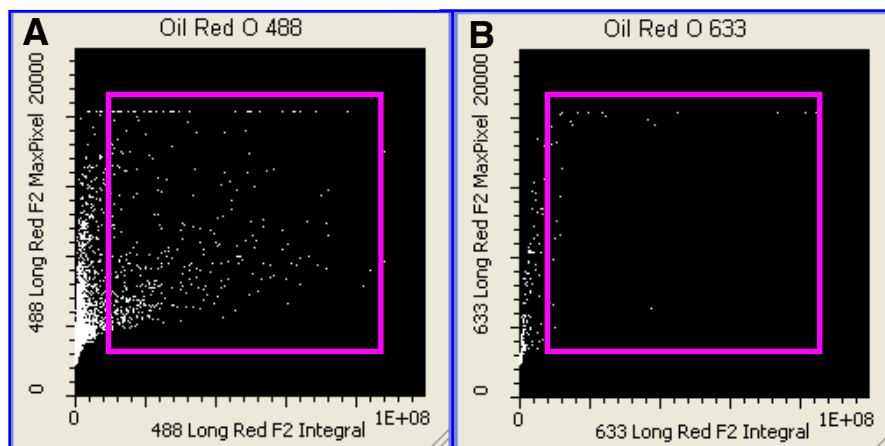 A
Oil Red O 488
488 Long Red F2 MaxPixel 20000
0
0
1E+08
488 Long Red F2 Integral
B
Oil Red O 633
633 Long Red F2 MaxPixel 20000
0
0
1E+08
633 Long Red F2 Integral